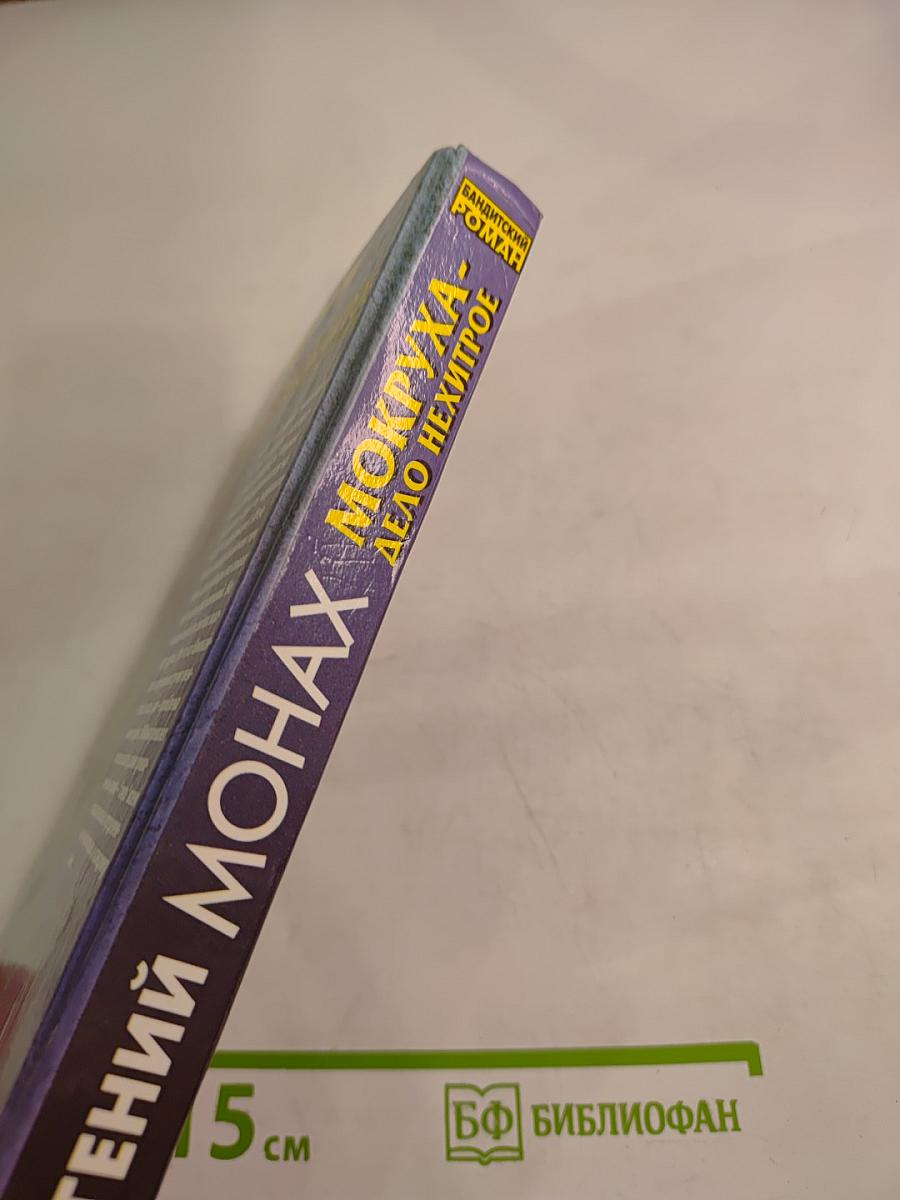 БАНДИТСКИЙ
РОМАН
МОКРУХА-
ДЕЛО НЕХИТРОЕ
МОНАХ
ГЕНИЙ
15 см
БФ БИБЛИОФАН